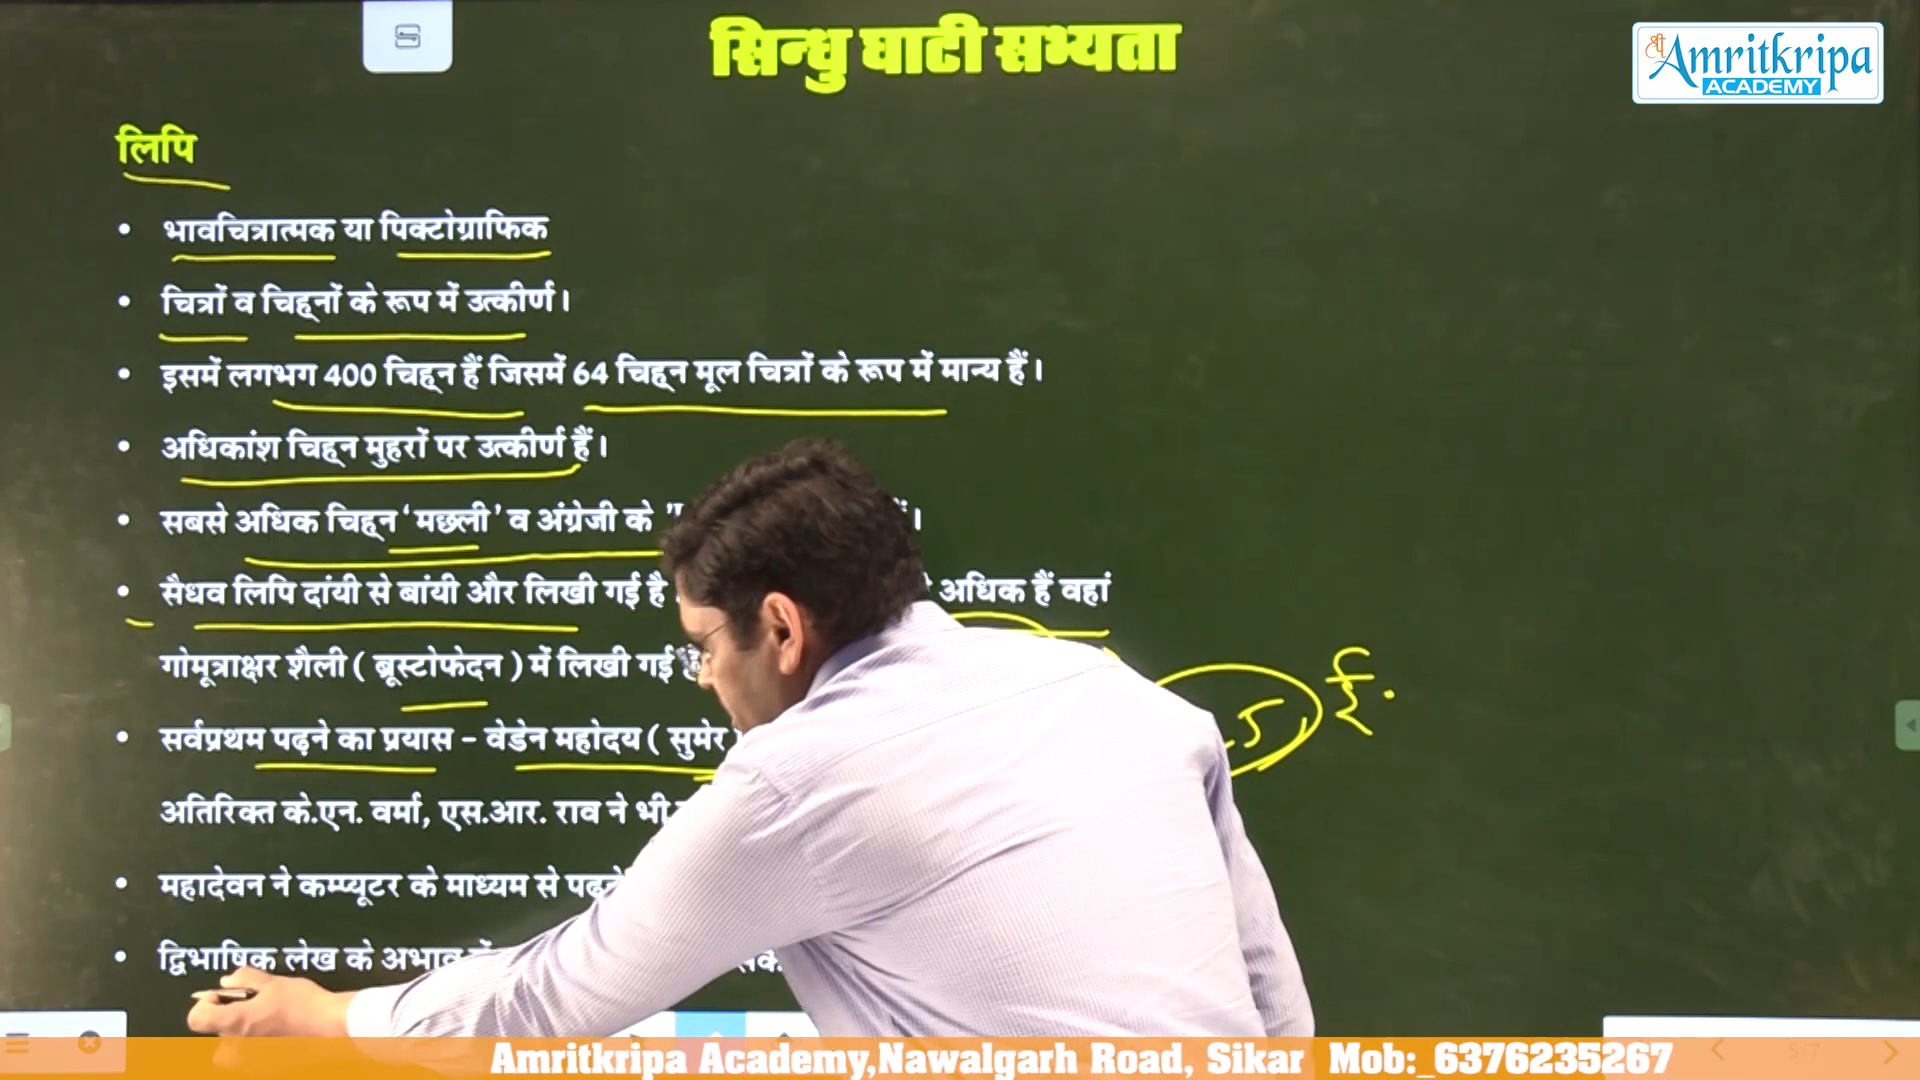 सिन्धु घाटी सभ्यता
श्री Amritkripa
ACADEMY
लिपि
• भावचित्रात्मक या पिक्टोग्राफिक
• चित्रों व चिह्नों के रूप में उत्कीर्ण।
• इसमें लगभग 400 चिह्न हैं जिसमें 64 चिह्न मूल चित्रों के रूप में मान्य हैं।
• अधिकांश चिह्न मुहरों पर उत्कीर्ण हैं।
• सबसे अधिक चिह्न 'मछली' व अंग्रेजी के
• सैधव लिपि दांयी से बांयी और लिखी गई है अधिक हैं वहां
गोमूत्राक्षर शैली ( ब्रूस्टोफेदन ) में लिखी गई
• सर्वप्रथम पढ़ने का प्रयास - वेडेन महोदय ( सुमेर
ई.
अतिरिक्त के.एन. वर्मा, एस.आर. राव ने भी
• महादेवन ने कम्प्यूटर के माध्यम से
• द्विभाषिक लेख के अभाव
5/7
Amritkripa Academy,Nawalgarh Road, Sikar Mob:_6376235267